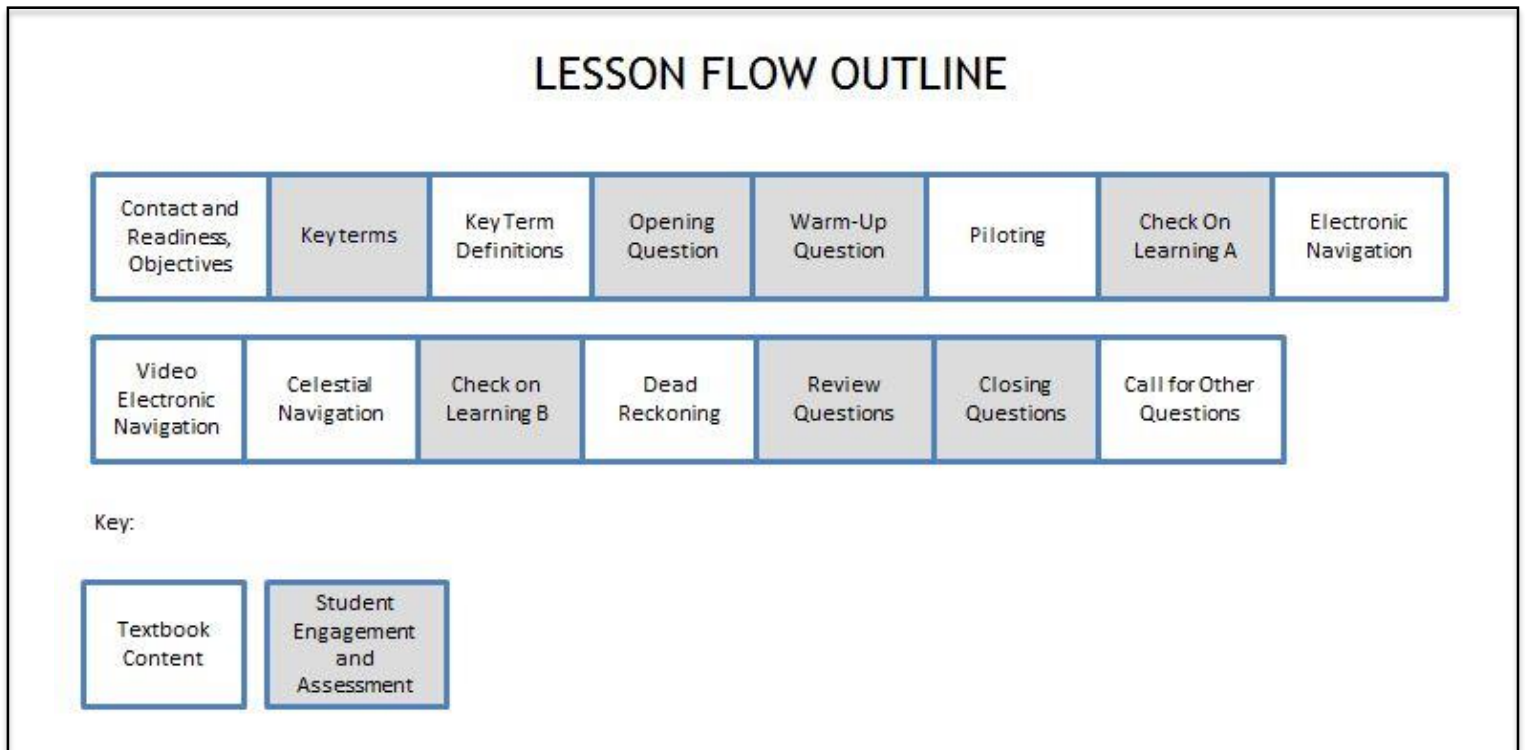 LESSON FLOW OUTLINE
Contact and
Readiness,
Objectives
Key terms
Key Term
Definitions
Opening
Question
Warm-Up
Question
Piloting
Check On
Learning A
Electronic
Navigation
Video
Electronic
Navigation
Celestial
Navigation
Check on
Learning B
Dead
Reckoning
Review
Questions
Closing
Questions
Call for Other
Questions
Key:
Textbook
Content
Student
Engagement
and
Assessment